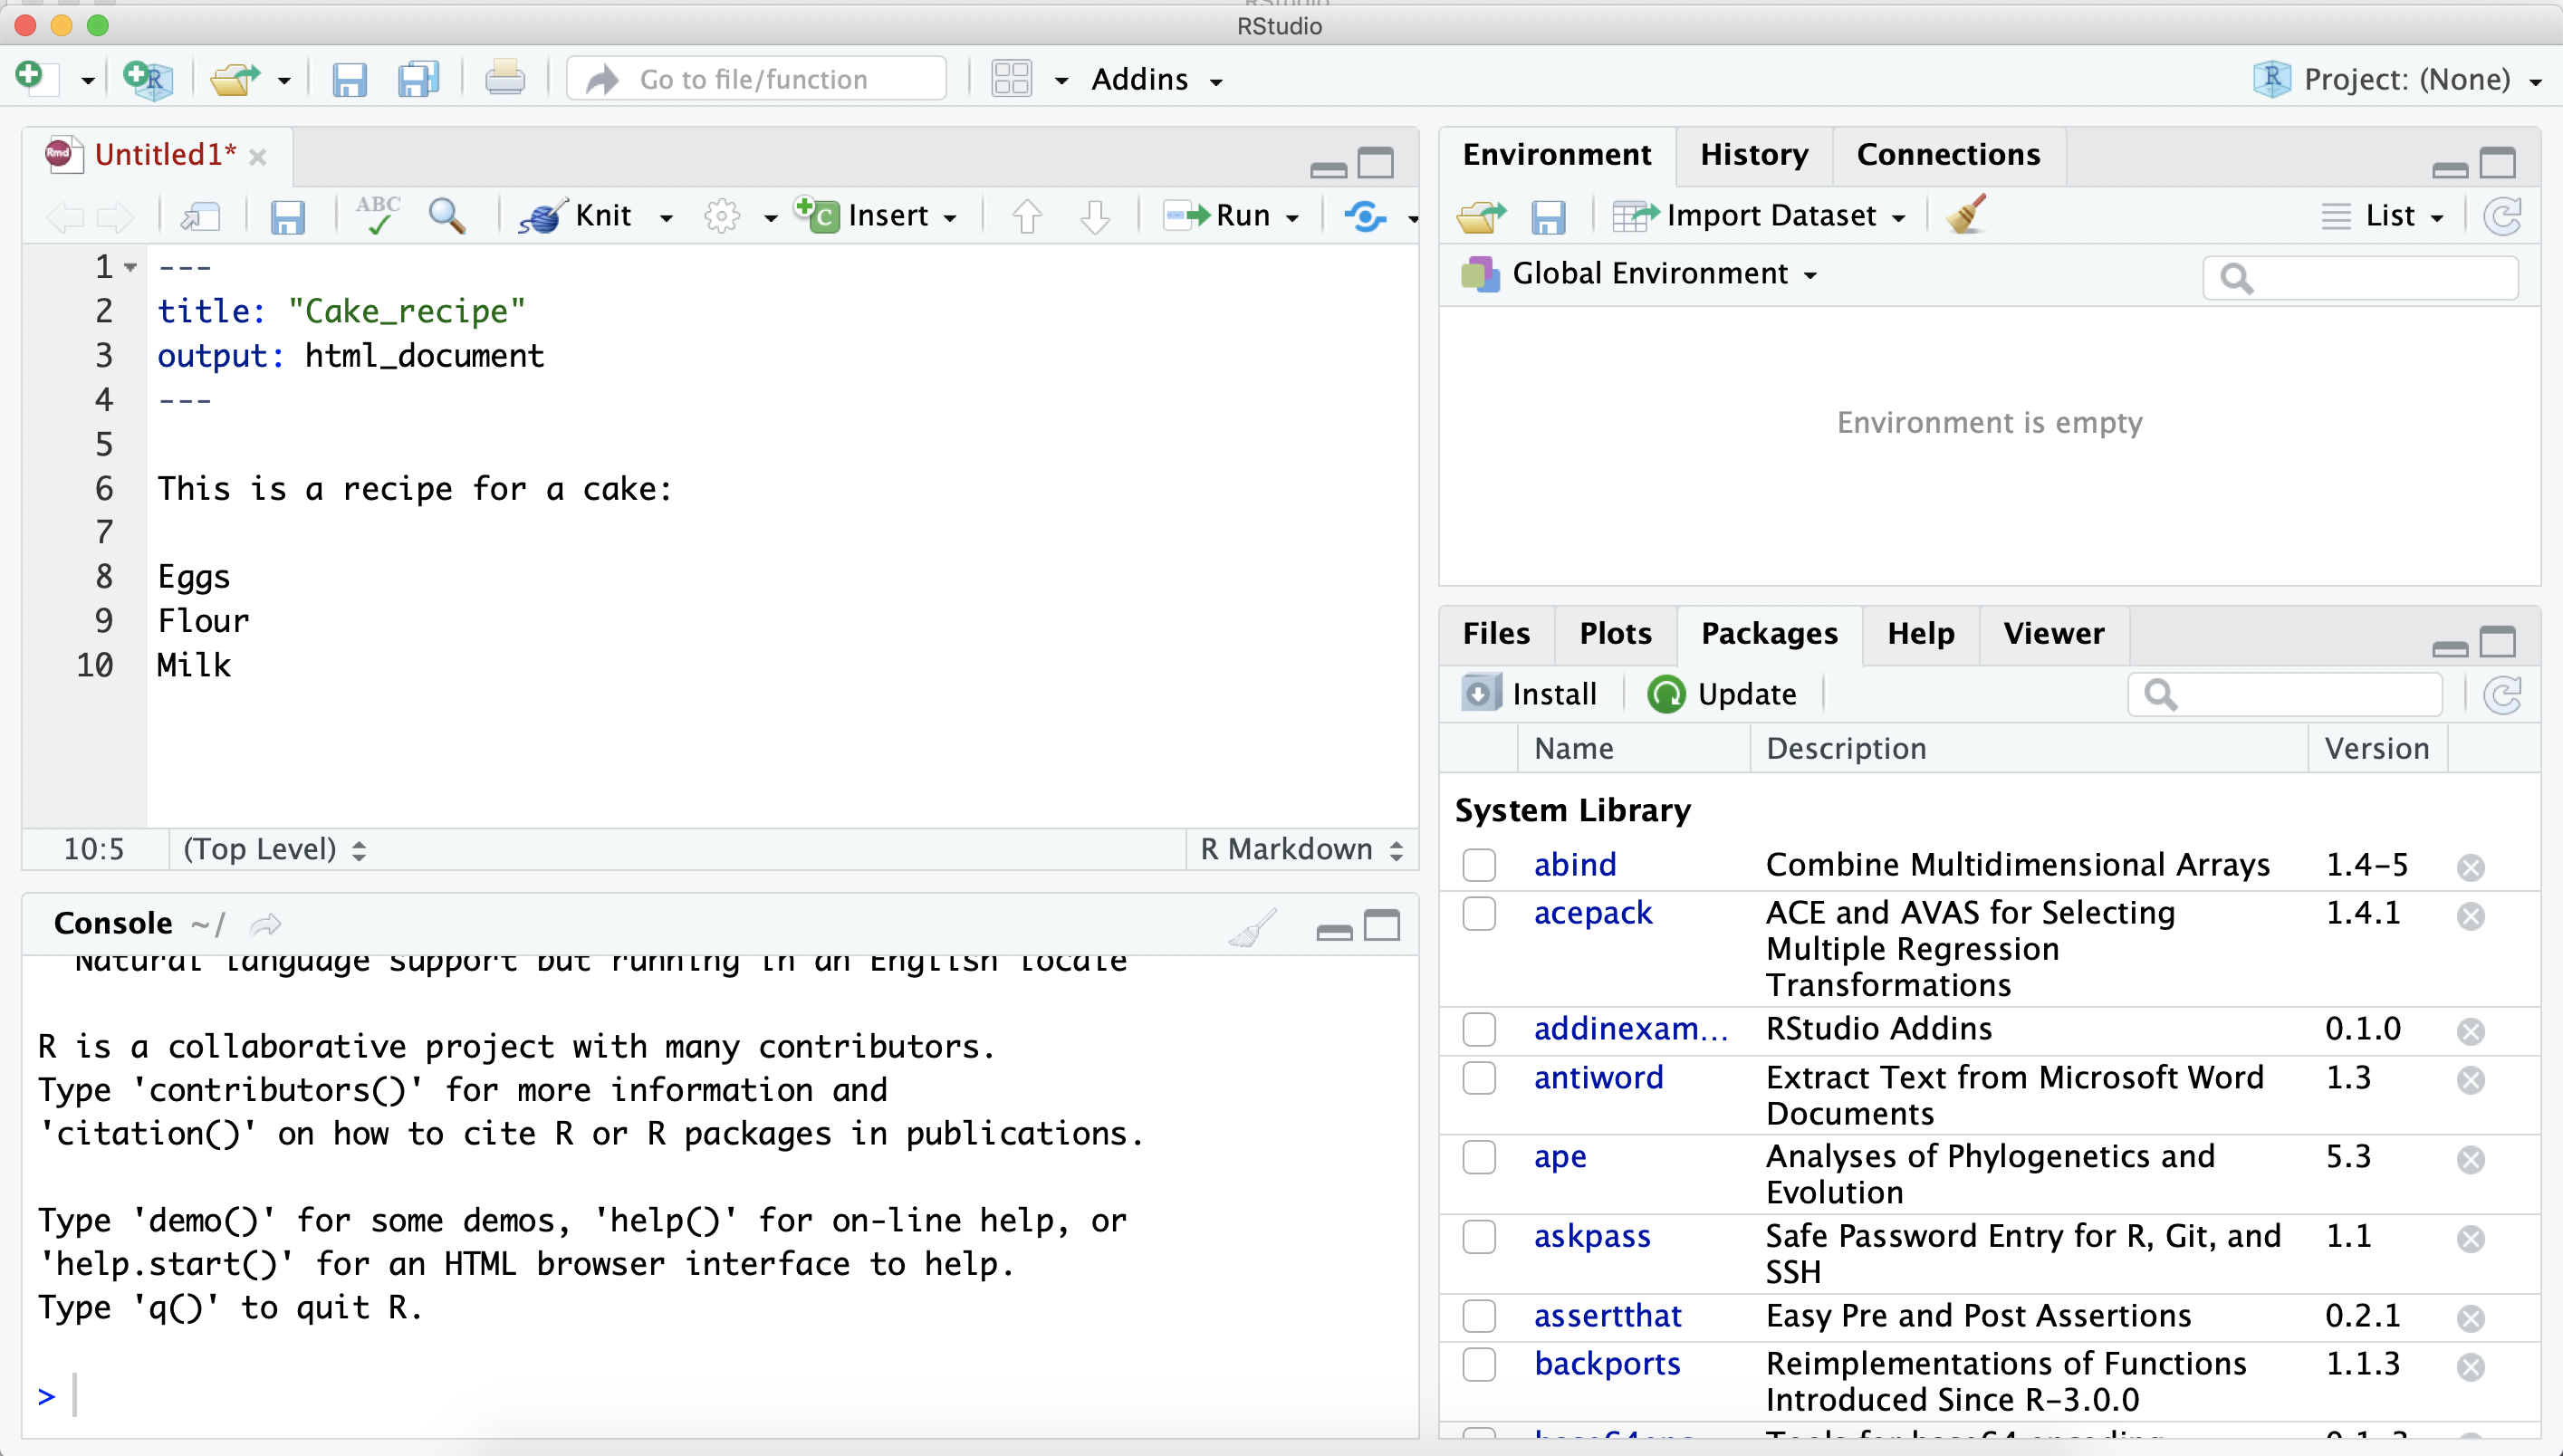 RStudio
Go to file/function
Addins
Project: (None)
Untitled1*
ABC
Knit
Insert
Run
1 ---
2 title: "Cake_recipe"
3 output: html_document
4 ---
5
6 This is a recipe for a cake:
7
8 Eggs
9 Flour
10 Milk
10:5 (Top Level) R Markdown
Console ~/
Natural language support but running in an English locale
R is a collaborative project with many contributors.
Type 'contributors()' for more information and
'citation()' on how to cite R or R packages in publications.
Type 'demo()' for some demos, 'help()' for on-line help, or
'help.start()' for an HTML browser interface to help.
Type 'q()' to quit R.
>
Environment History Connections
Import Dataset List
Global Environment
Environment is empty
Files Plots Packages Help Viewer
Install Update
Name Description Version
System Library
abind Combine Multidimensional Arrays 1.4-5
acepack ACE and AVAS for Selecting 1.4.1
Multiple Regression
Transformations
addinexam... RStudio Addins 0.1.0
antiword Extract Text from Microsoft Word 1.3
Documents
ape Analyses of Phylogenetics and 5.3
Evolution
askpass Safe Password Entry for R, Git, and 1.1
SSH
assertthat Easy Pre and Post Assertions 0.2.1
backports Reimplementations of Functions 1.1.3
Introduced Since R-3.0.0
base64enc Tools for base64 encoding